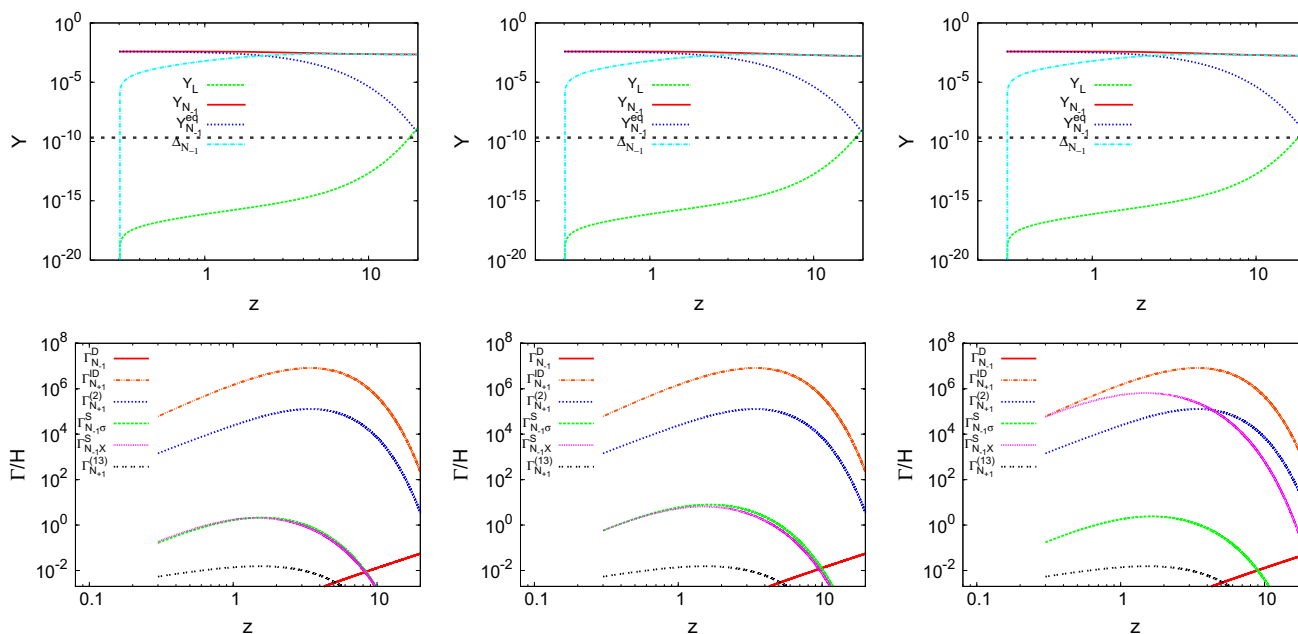 10^0
10^-5
10^-10
10^-15
10^-20
Y
Y_L
Y_{N_{-1}}
Y^{eq}_{N_{-1}}
Δ_{N_{-1}}
1
10
z
10^0
10^-5
10^-10
10^-15
10^-20
Y
Y_L
Y_{N_{-1}}
Y^{eq}_{N_{-1}}
Δ_{N_{-1}}
1
10
z
10^0
10^-5
10^-10
10^-15
10^-20
Y
Y_L
Y_{N_{-1}}
Y^{eq}_{N_{-1}}
Δ_{N_{-1}}
1
10
z
10^8
10^6
10^4
10^2
10^0
10^-2
Γ/H
Γ^D_{N_{-1}}
Γ^{ID}_{N_{+1}}
Γ^{(2)}_{N_{+1}}
Γ^S_{N_{-1}σ}
Γ^S_{N_{-1}X}
Γ^{(13)}_{N_{+1}}
0.1
1
10
z
10^8
10^6
10^4
10^2
10^0
10^-2
Γ/H
Γ^D_{N_{-1}}
Γ^{ID}_{N_{+1}}
Γ^{(2)}_{N_{+1}}
Γ^S_{N_{-1}σ}
Γ^S_{N_{-1}X}
Γ^{(13)}_{N_{+1}}
0.1
1
10
z
10^8
10^6
10^4
10^2
10^0
10^-2
Γ/H
Γ^D_{N_{-1}}
Γ^{ID}_{N_{+1}}
Γ^{(2)}_{N_{+1}}
Γ^S_{N_{-1}σ}
Γ^S_{N_{-1}X}
Γ^{(13)}_{N_{+1}}
0.1
1
10
z